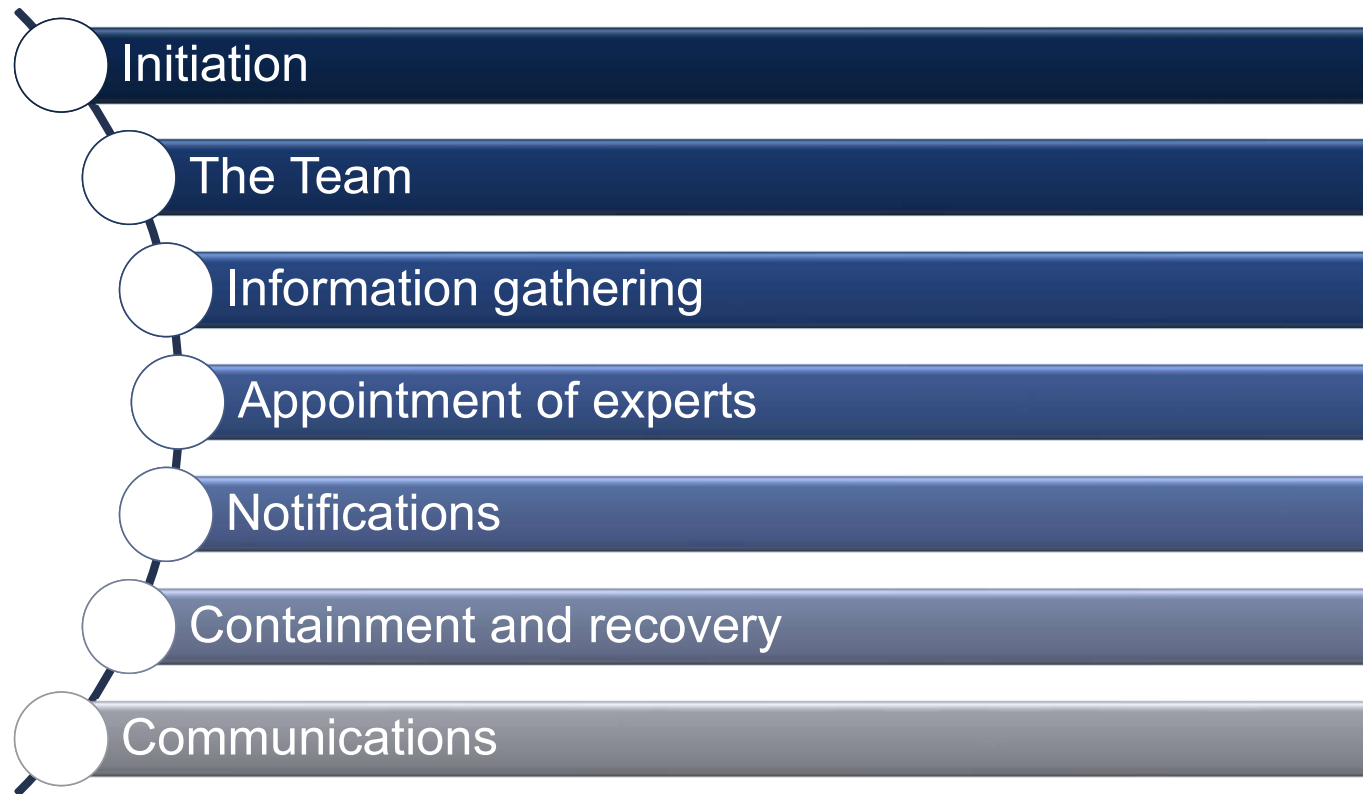 Initiation
The Team
Information gathering
Appointment of experts
Notifications
Containment and recovery
Communications